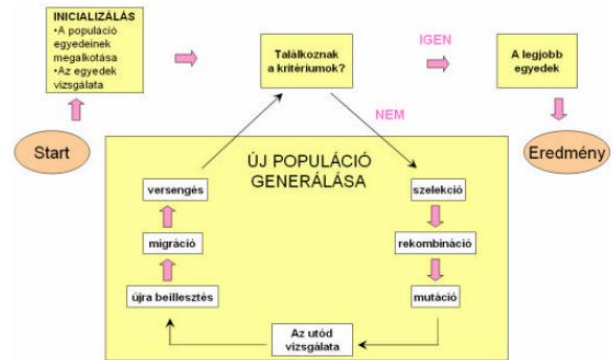 INICIALIZÁLÁS
•A populáció
egyedeinek
megalkotása
•Az egyedek
vizsgálata
Találkoznak
a kritériumok?
IGEN
A legjobb
egyedek
NEM
Start
Eredmény
ÚJ POPULÁCIÓ
GENERÁLÁSA
versengés
szelekció
migráció
rekombináció
újra beillesztés
mutáció
Az utód
vizsgálata